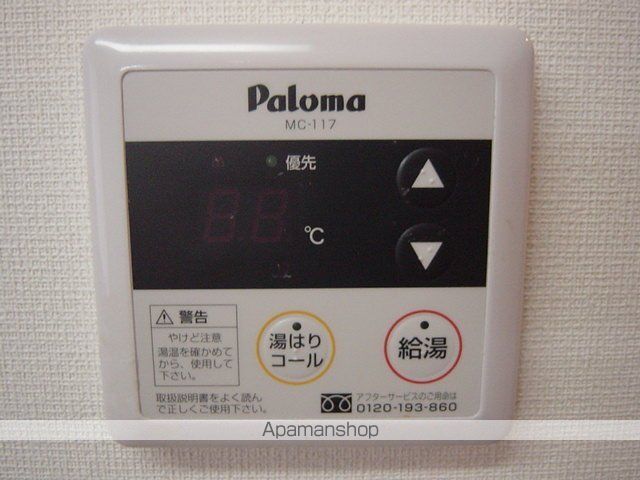 Paloma
MC-117
優先
℃
警告
やけど注意
湯温を確かめて
から、使用して
下さい。
取扱説明書をよく読ん
で正しくご使用下さい。
湯はり
コール
給湯
アフターサービスのご用命は
0120-193-860
Apamanshop